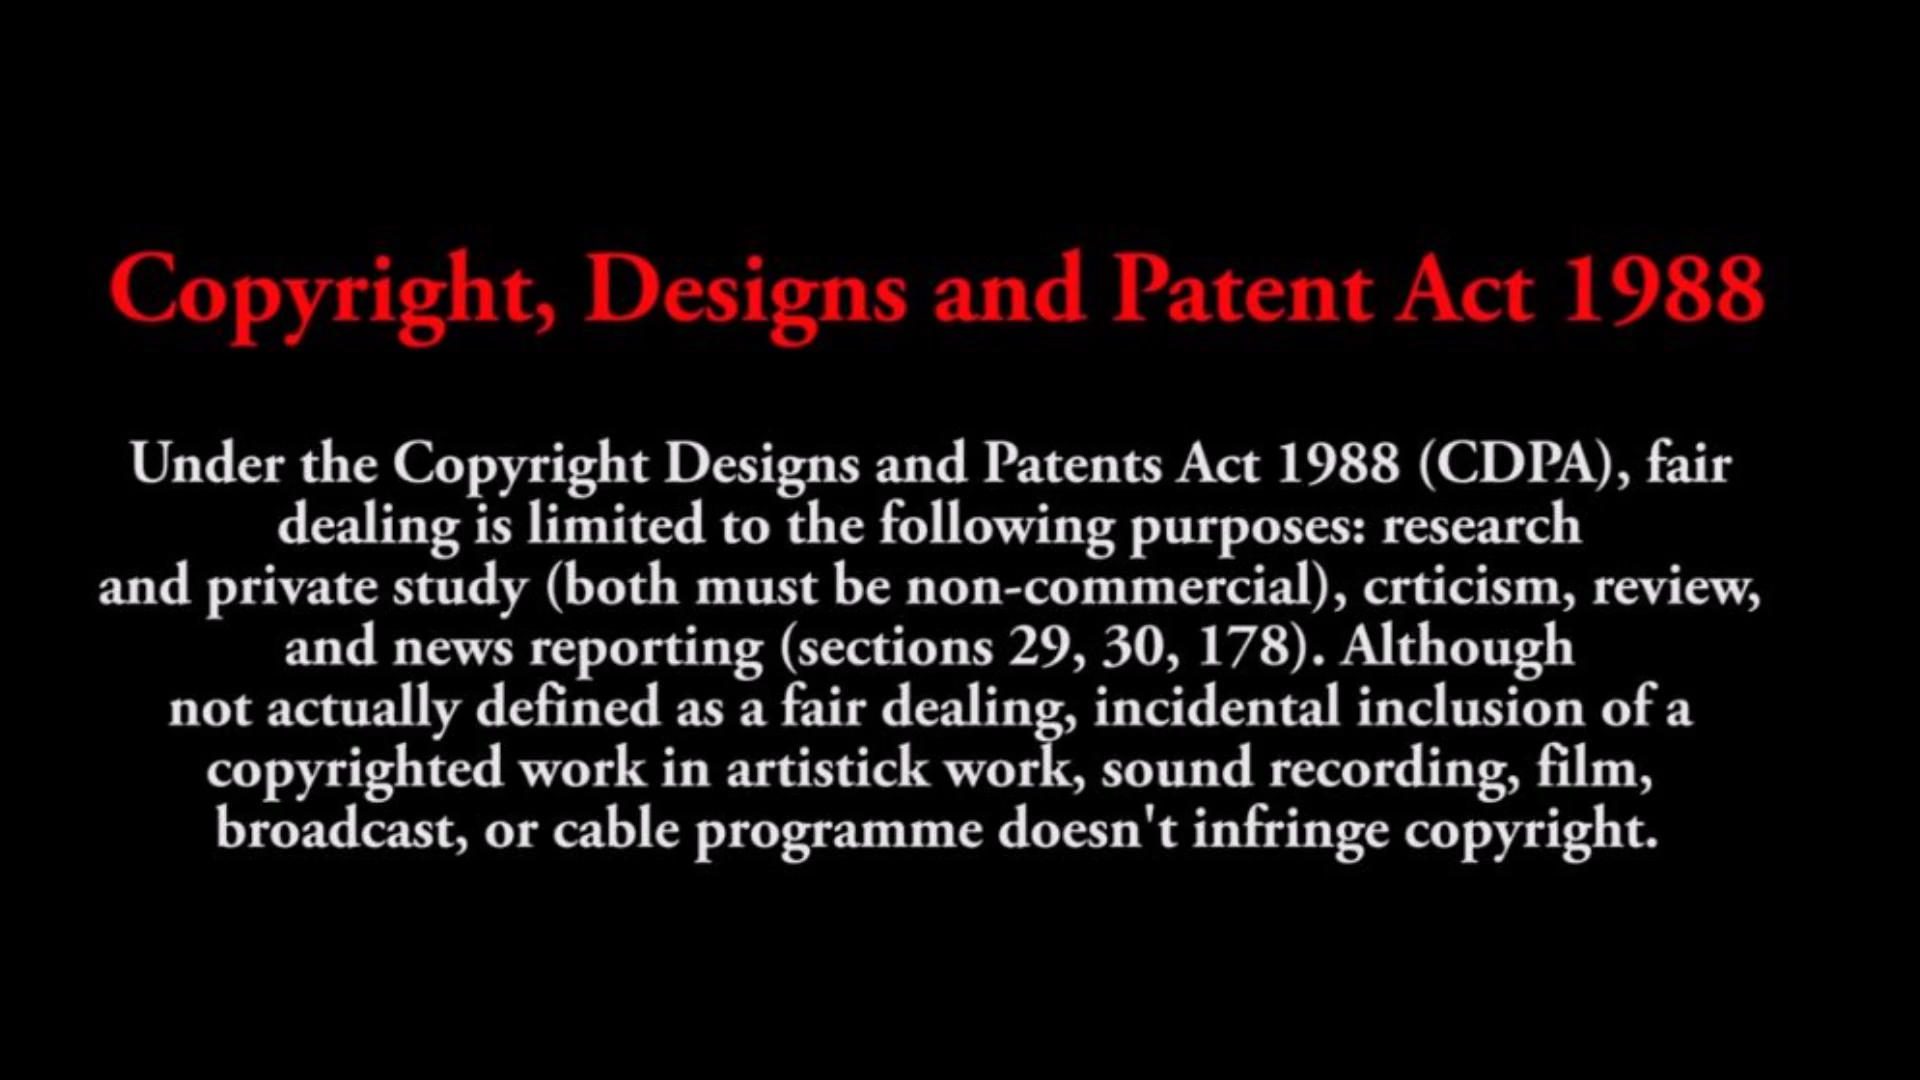 Copyright, Designs and Patent Act 1988
Under the Copyright Designs and Patents Act 1988 (CDPA), fair
dealing is limited to the following purposes: research
and private study (both must be non-commercial), crticism, review,
and news reporting (sections 29, 30, 178). Although
not actually defined as a fair dealing, incidental inclusion of a
copyrighted work in artistick work, sound recording, film,
broadcast, or cable programme doesn't infringe copyright.